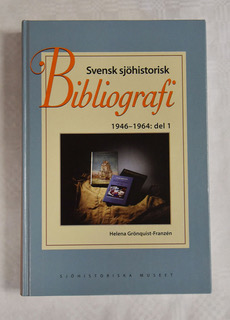 Svensk sjöhistorisk
Bibliografi
1946–1964: del 1
Helena Grönquist-Franzén
SJÖHISTORISKA MUSEET